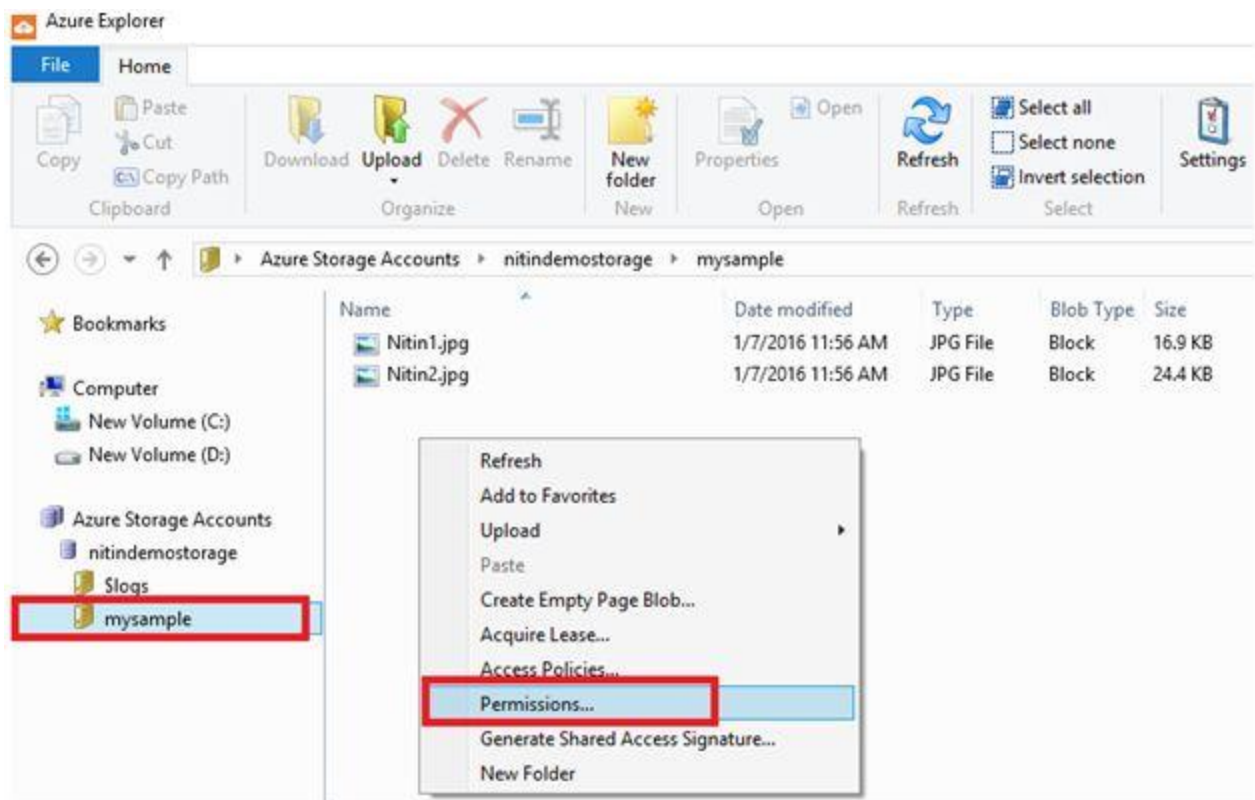 Azure Explorer
File Home
Copy Paste Cut Copy Path Clipboard
Download Upload Delete Rename Organize
New folder New
Properties Open Open
Refresh Refresh
Select all Select none Invert selection Select
Settings
Azure Storage Accounts nitindemostorage mysample
Bookmarks
Computer
New Volume (C:)
New Volume (D:)
Azure Storage Accounts
nitindemostorage
$logs
mysample
Name Date modified Type Blob Type Size
Nitin1.jpg 1/7/2016 11:56 AM JPG File Block 16.9 KB
Nitin2.jpg 1/7/2016 11:56 AM JPG File Block 24.4 KB
Refresh
Add to Favorites
Upload
Paste
Create Empty Page Blob...
Acquire Lease...
Access Policies...
Permissions...
Generate Shared Access Signature...
New Folder